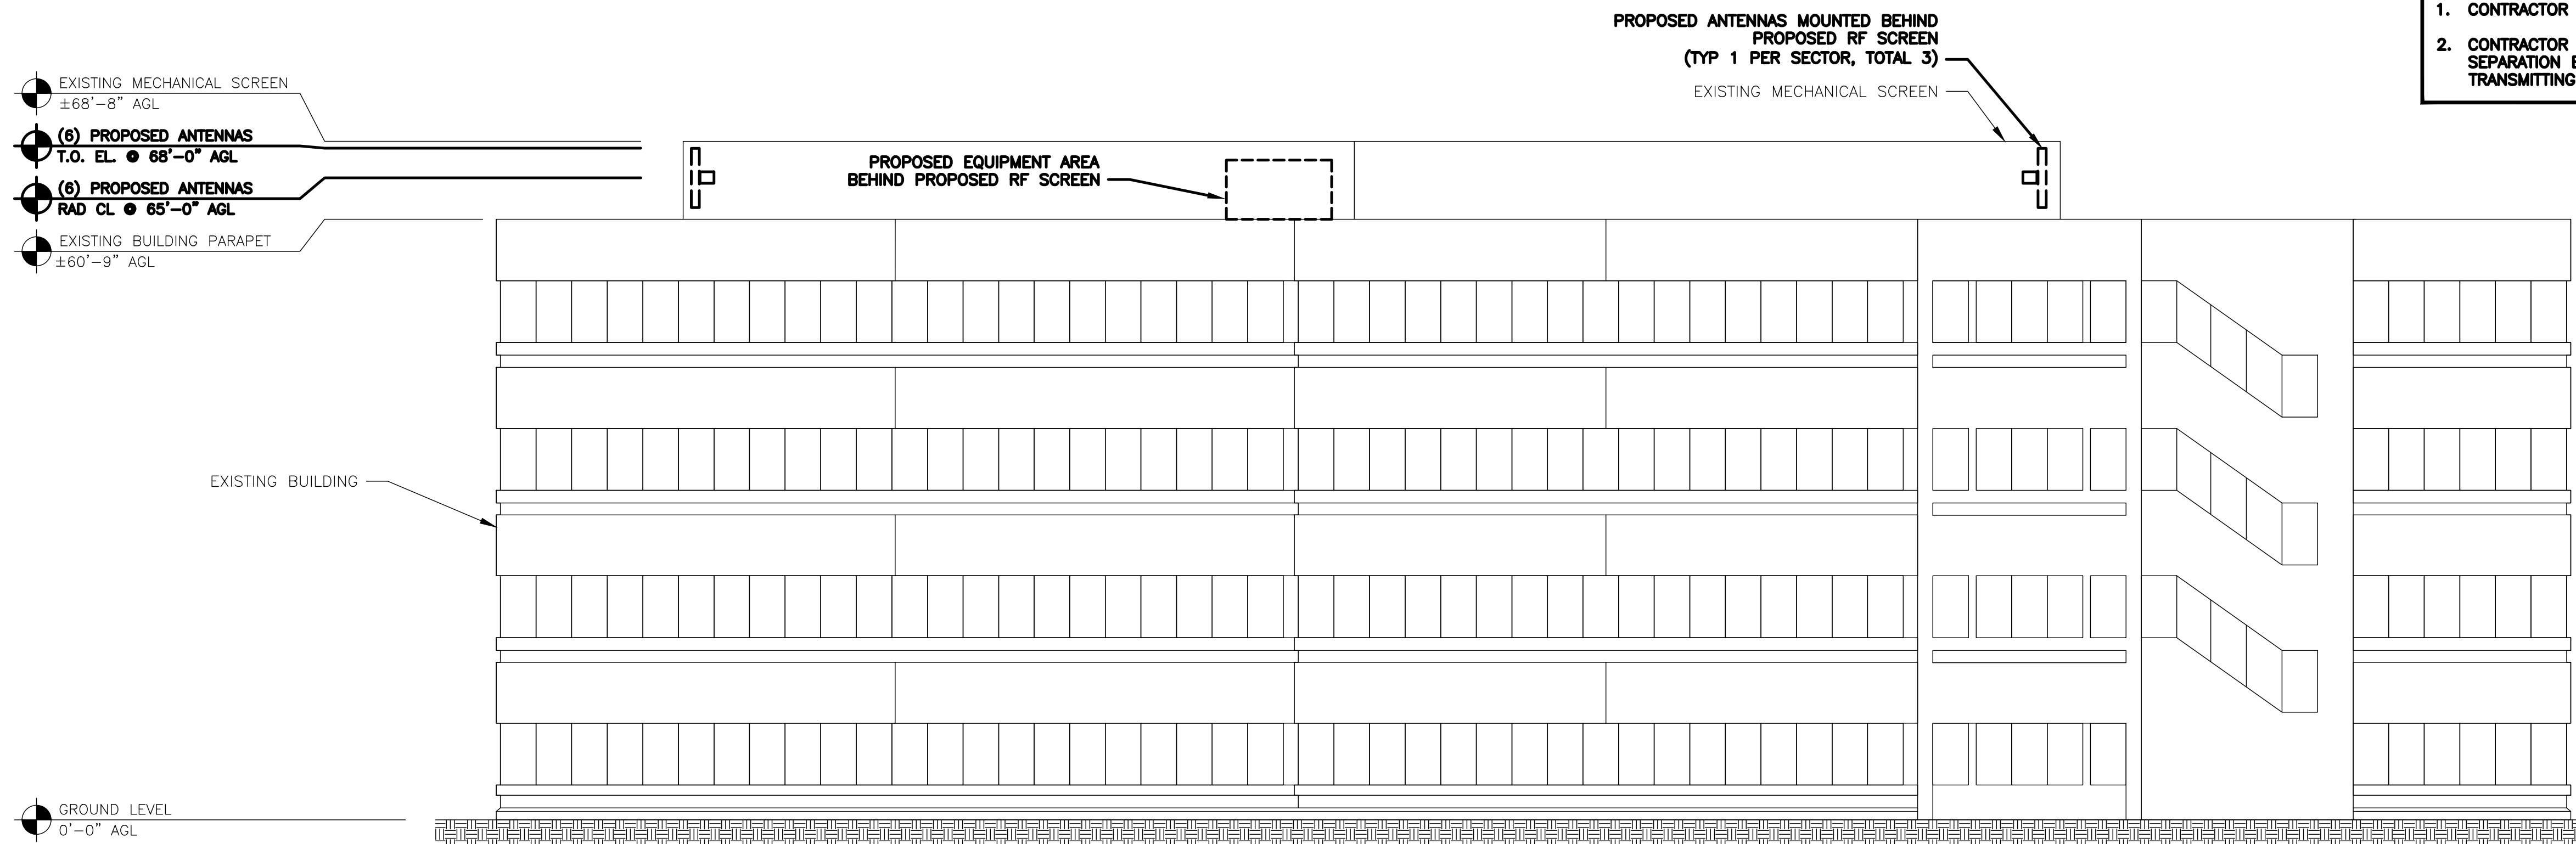 PROPOSED ANTENNAS MOUNTED BEHIND
PROPOSED RF SCREEN
(TYP 1 PER SECTOR, TOTAL 3)
EXISTING MECHANICAL SCREEN
1. CONTRACTOR
2. CONTRACTOR
SEPARATION
TRANSMITTING
EXISTING MECHANICAL SCREEN
±68'-8" AGL
(6) PROPOSED ANTENNAS
T.O. EL. @ 68'-0" AGL
(6) PROPOSED ANTENNAS
RAD CL @ 65'-0" AGL
EXISTING BUILDING PARAPET
±60'-9" AGL
PROPOSED EQUIPMENT AREA
BEHIND PROPOSED RF SCREEN
EXISTING BUILDING
GROUND LEVEL
0'-0" AGL